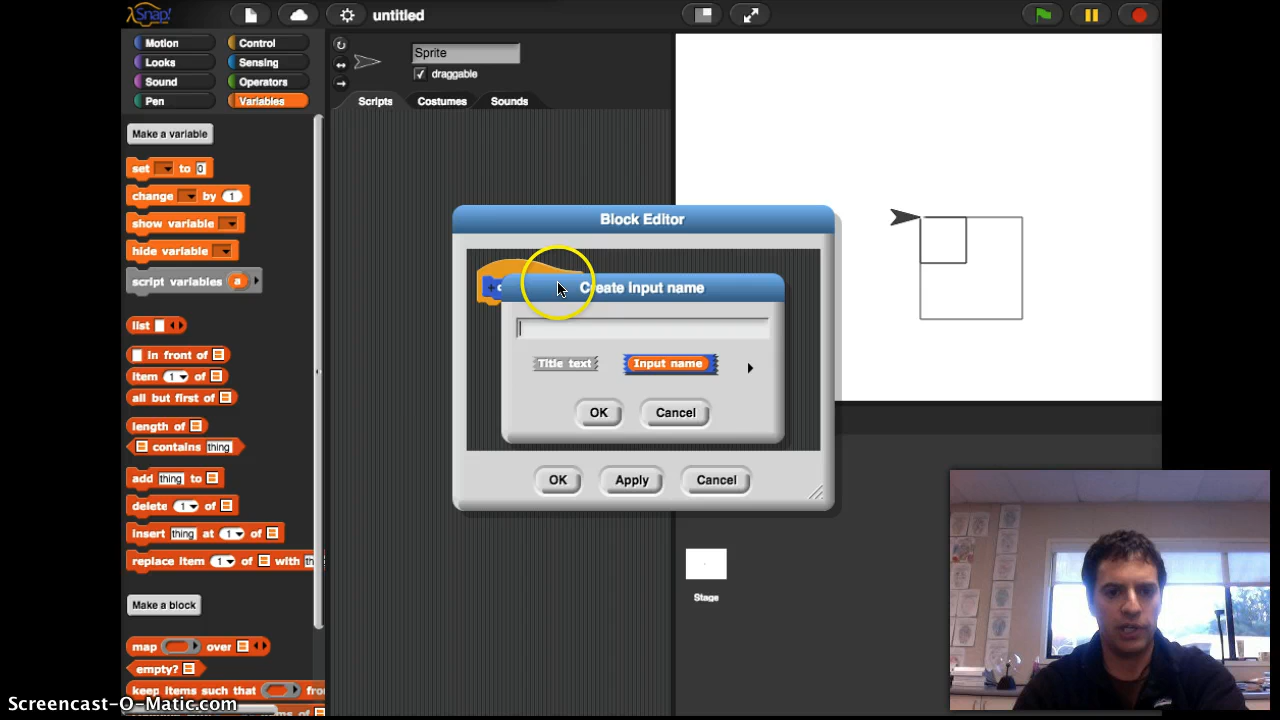 Snap!
untitled
Motion
Control
Looks
Sensing
Sound
Operators
Pen
Variables
Sprite
draggable
Scripts
Costumes
Sounds
Make a variable
set to 0
change by 1
show variable
hide variable
script variables a
list
in front of
item 1 of
all but first of
length of
contains thing
add thing to
delete 1 of
insert thing at 1 of
replace item 1 of with
Make a block
map over
empty?
keep items such that
Block Editor
Create input name
Title text
Input name
OK
Cancel
OK
Apply
Cancel
Stage
Screencast-O-Matic.com